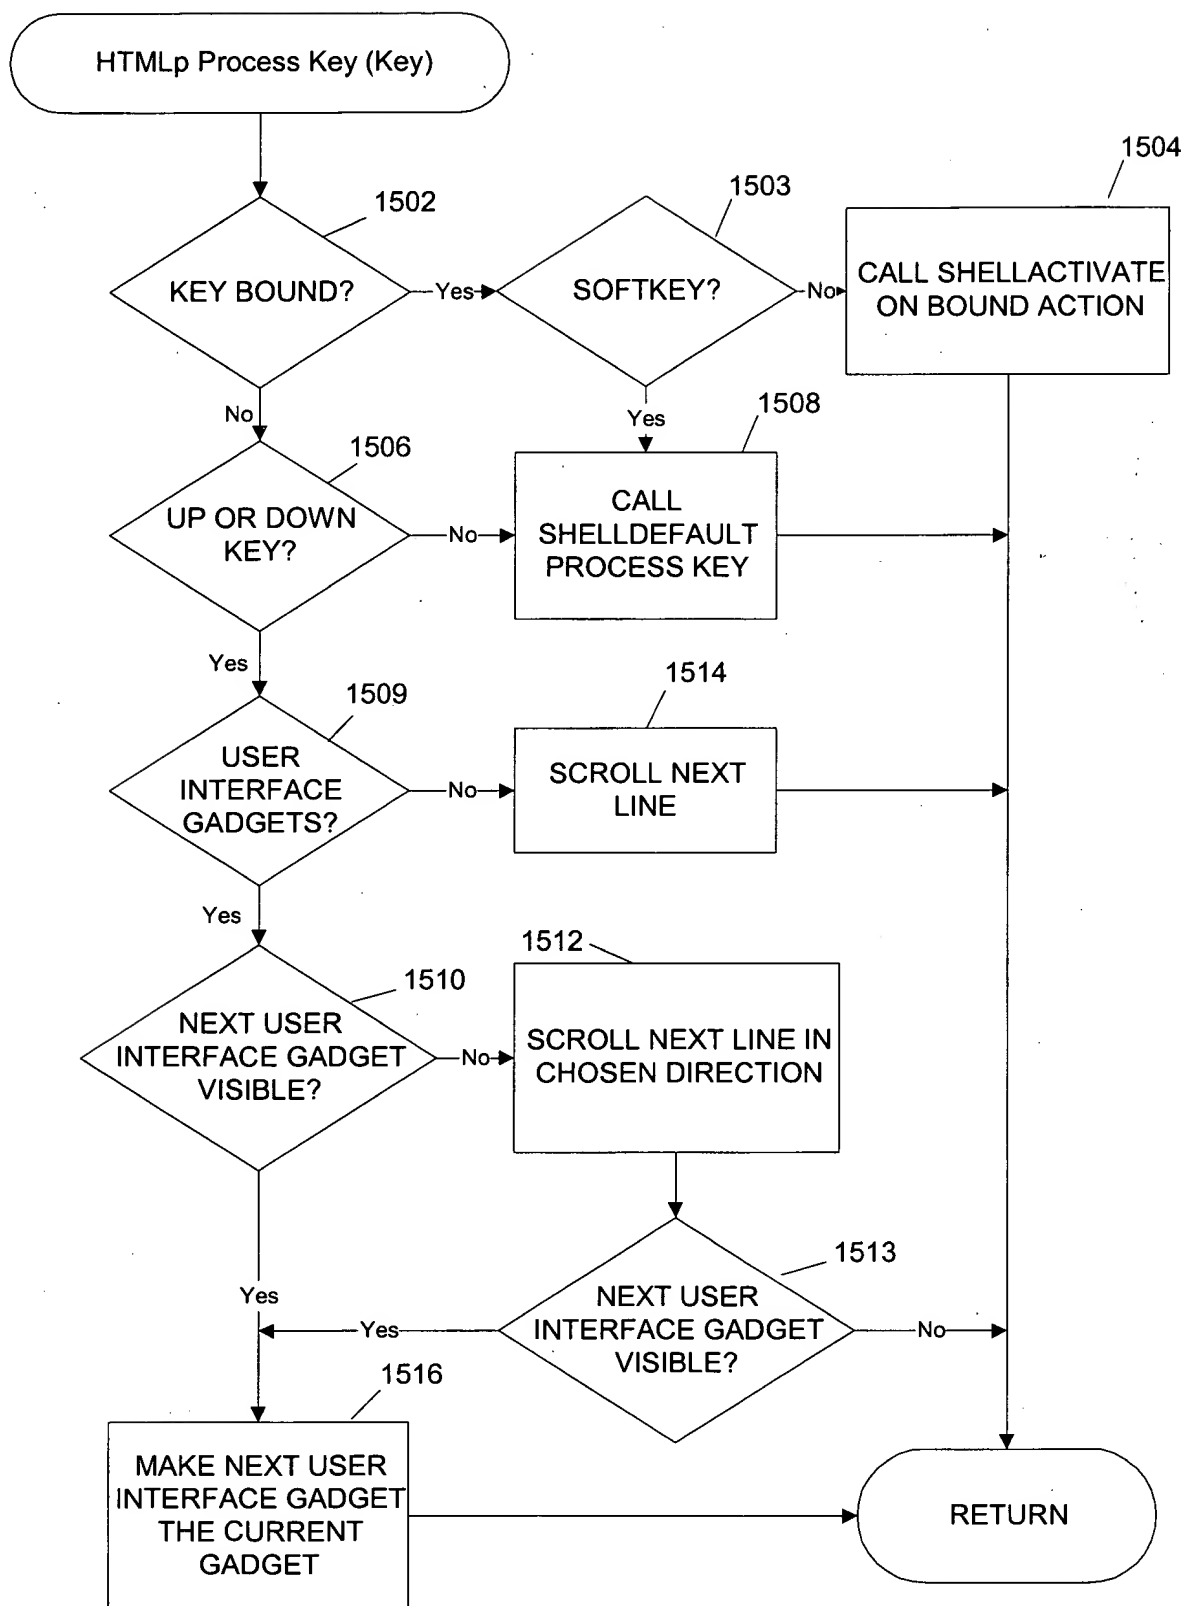 HTMLp Process Key (Key)
1502
KEY BOUND?
Yes
1503
SOFTKEY?
No
1504
CALL SHELLACTIVATE
ON BOUND ACTION
No
Yes
1506
UP OR DOWN
KEY?
No
1508
CALL
SHELLDEFAULT
PROCESS KEY
Yes
1509
USER
INTERFACE
GADGETS?
No
1514
SCROLL NEXT
LINE
Yes
1510
NEXT USER
INTERFACE GADGET
VISIBLE?
No
1512
SCROLL NEXT LINE IN
CHOSEN DIRECTION
1513
NEXT USER
INTERFACE GADGET
VISIBLE?
Yes
Yes
No
1516
MAKE NEXT USER
INTERFACE GADGET
THE CURRENT
GADGET
RETURN